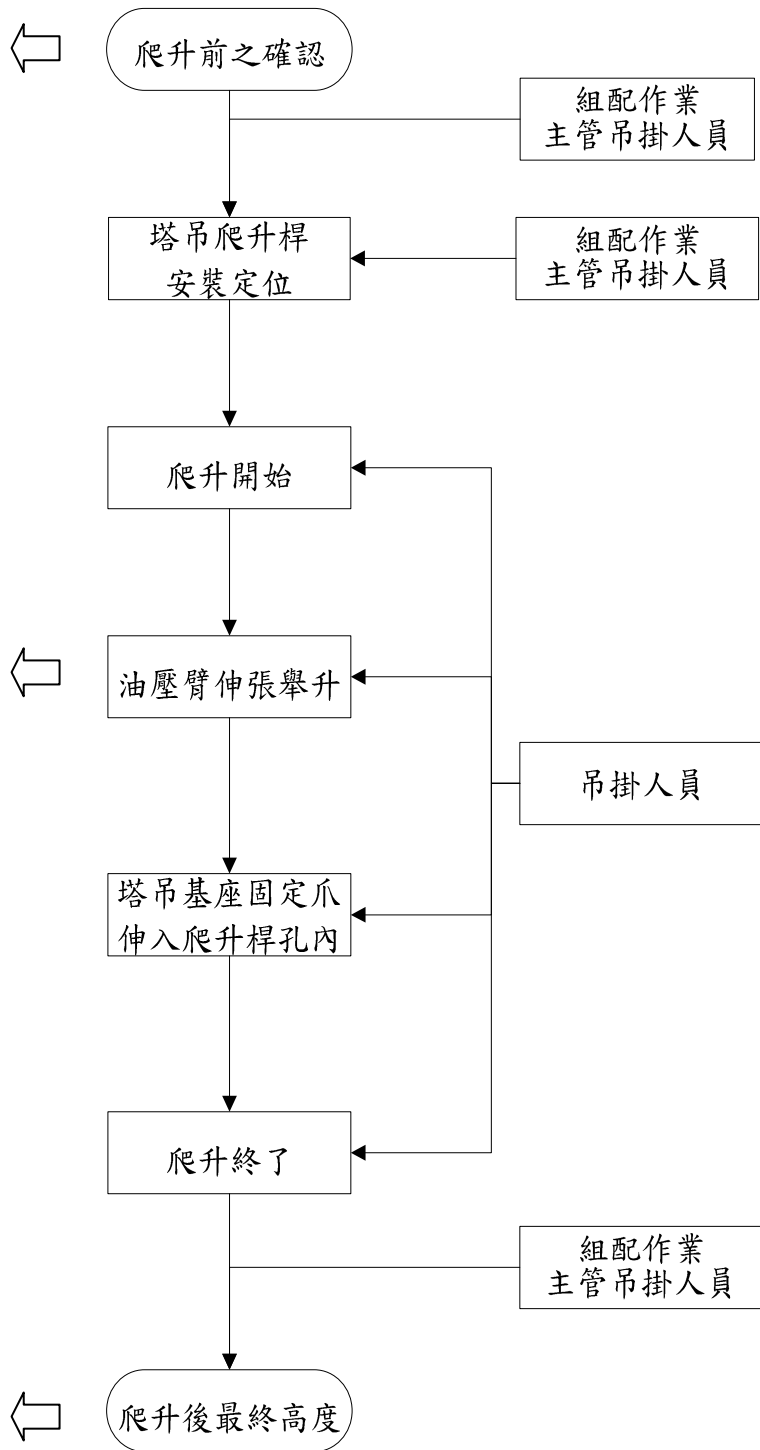 爬升前之確認
組配作業
主管吊掛人員
塔吊爬升桿
安裝定位
組配作業
主管吊掛人員
爬升開始
油壓臂伸張舉升
吊掛人員
塔吊基座固定爪
伸入爬升桿孔內
爬升終了
組配作業
主管吊掛人員
爬升後最終高度